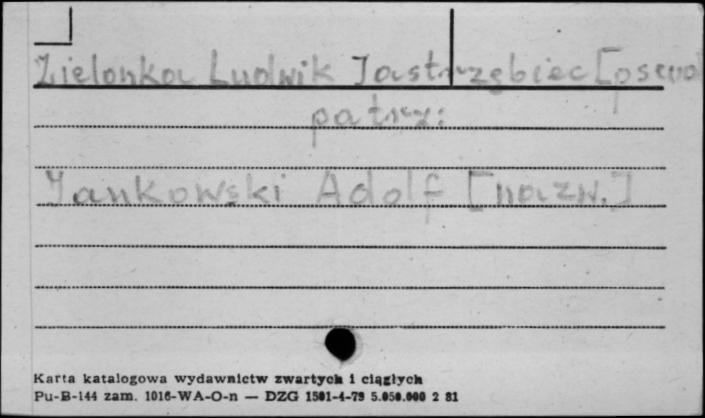 Zielonka Ludwik Jastrzębiec [pseud
patrz:
Jankowski Adolf [nazw.]
Karta katalogowa wydawnictw zwartych i ciągłych
Pu-B-144 zam. 1016-WA-O-n — DZG 1501-4-79 5.050.000 2 81